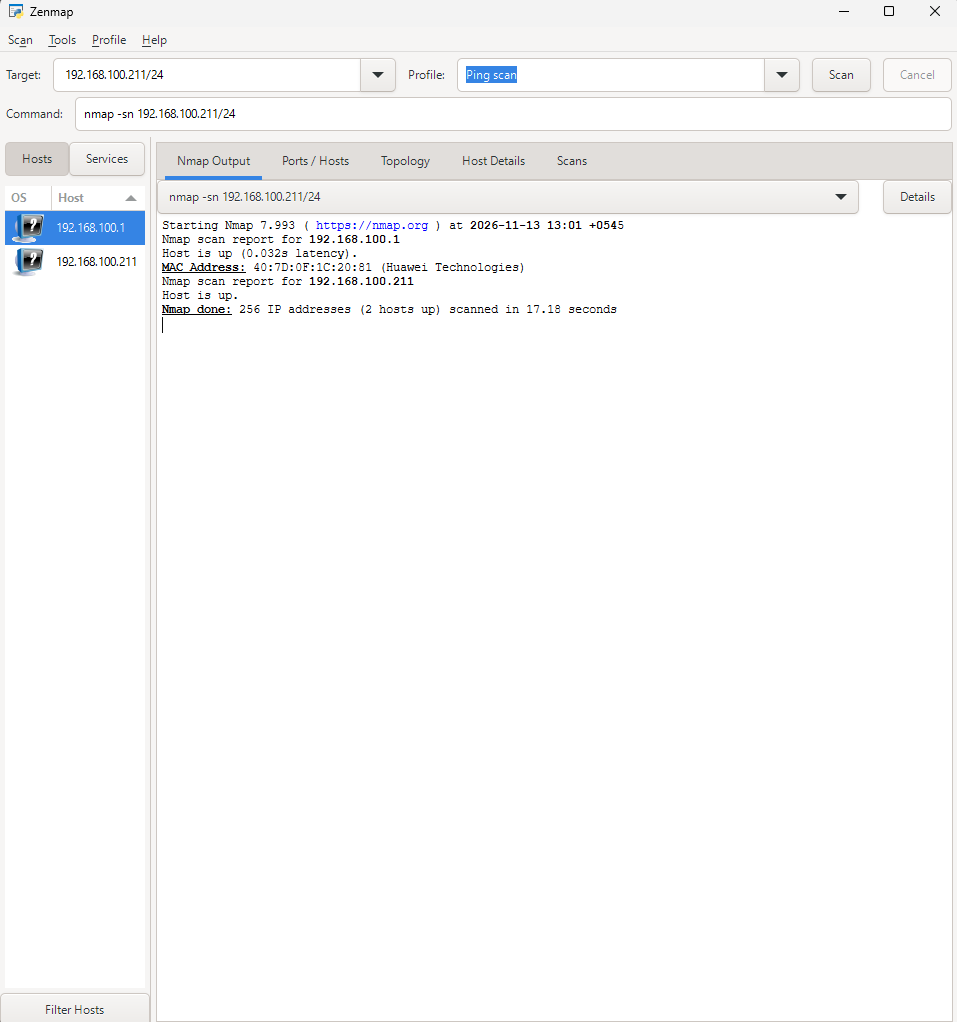 Zenmap
Scan Tools Profile Help
Target: 192.168.100.211/24 Profile: Ping scan Scan Cancel
Command: nmap -sn 192.168.100.211/24
Hosts Services
Nmap Output Ports / Hosts Topology Host Details Scans
OS Host
192.168.100.1
192.168.100.211
nmap -sn 192.168.100.211/24 Details
Starting Nmap 7.993 ( https://nmap.org ) at 2026-11-13 13:01 +0545
Nmap scan report for 192.168.100.1
Host is up (0.032s latency).
MAC Address: 40:7D:0F:1C:20:81 (Huawei Technologies)
Nmap scan report for 192.168.100.211
Host is up.
Nmap done: 256 IP addresses (2 hosts up) scanned in 17.18 seconds
Filter Hosts